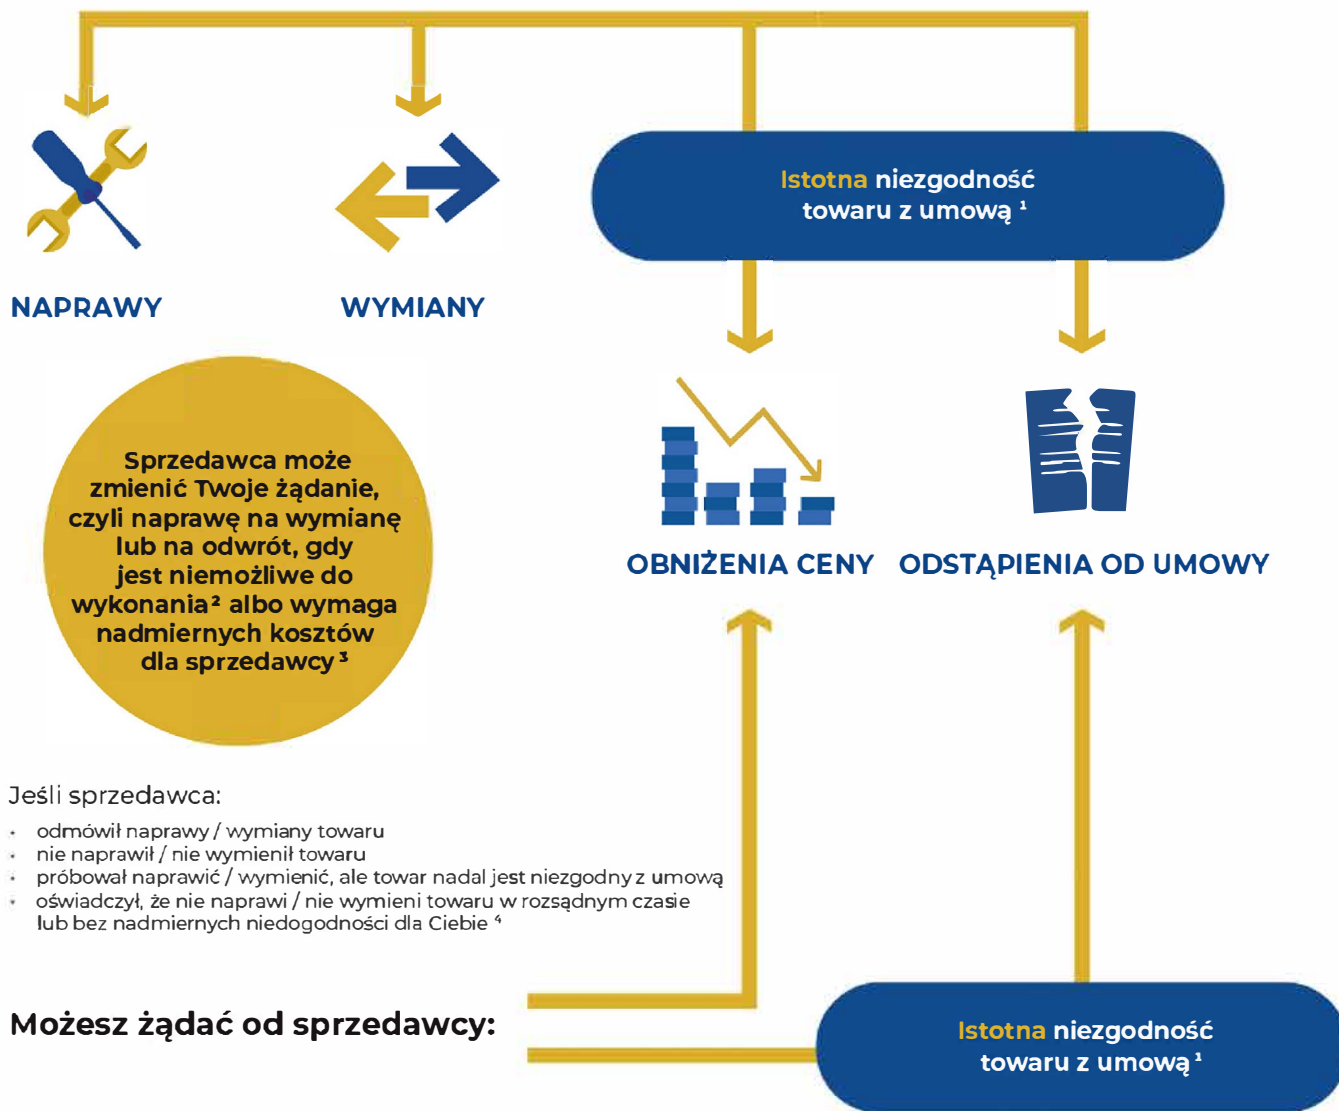 Istotna niezgodność
towaru z umową ¹
NAPRAWY
WYMIANY
Sprzedawca może
zmienić Twoje żądanie,
czyli naprawę na wymianę
lub na odwrót, gdy
jest niemożliwe do
wykonania² albo wymaga
nadmiernych kosztów
dla sprzedawcy³
OBNIŻENIA CENY
ODSTĄPIENIA OD UMOWY
Jeśli sprzedawca:
• odmówił naprawy / wymiany towaru
• nie naprawił / nie wymienił towaru
• próbował naprawić / wymienić, ale towar nadal jest niezgodny z umową
• oświadczył, że nie naprawi / nie wymieni towaru w rozsądnym czasie
lub bez nadmiernych niedogodności dla Ciebie ⁴
Możesz żądać od sprzedawcy:
Istotna niezgodność
towaru z umową ¹